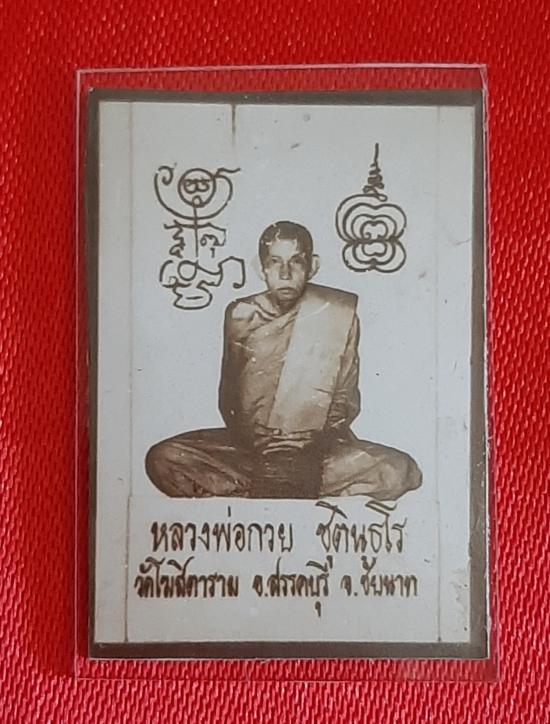 หลวงพ่อกวย ชุตินฺธโร
วัดโฆสิตาราม อ.สรรคบุรี จ.ชัยนาท